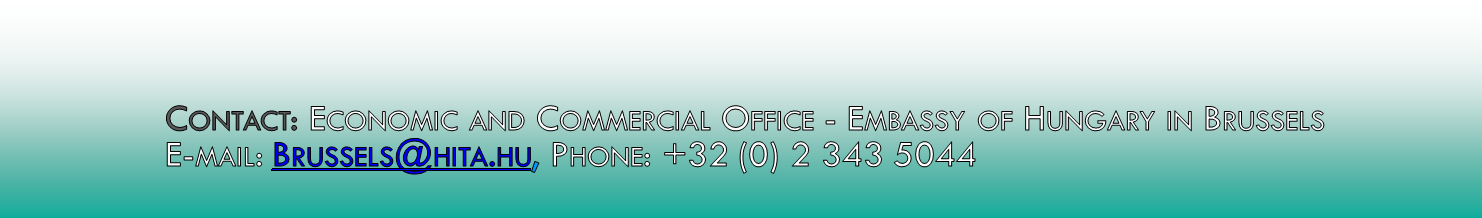 Contact: Economic and Commercial Office - Embassy of Hungary in Brussels
E-mail: Brussels@hita.hu, Phone: +32 (0) 2 343 5044